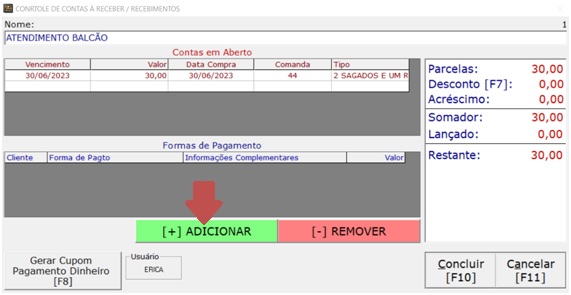 CONRTOLE DE CONTAS À RECEBER / RECEBIMENTOS
Nome: 1
ATENDIMENTO BALCÃO
Contas em Aberto
Vencimento Valor Data Compra Comanda Tipo
30/06/2023 30,00 30/06/2023 44 2 SAGADOS E UM R
Parcelas: 30,00
Desconto [F7]: 0,00
Acréscimo: 0,00
Somador: 30,00
Lançado: 0,00
Restante: 30,00
Formas de Pagamento
Cliente Forma de Pagto Informações Complementares Valor
[+] ADICIONAR [-] REMOVER
Gerar Cupom
Pagamento Dinheiro
[F8]
Usuário
ERICA
Concluir
[F10]
Cancelar
[F11]